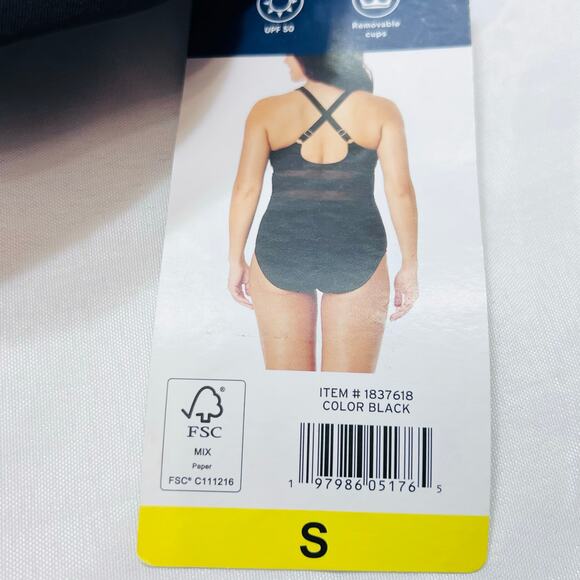 UPF 50
Removable
cups
ITEM # 1837618
COLOR BLACK
FSC
®
MIX
Paper
FSC® C111216
1 97986 05176 5
S